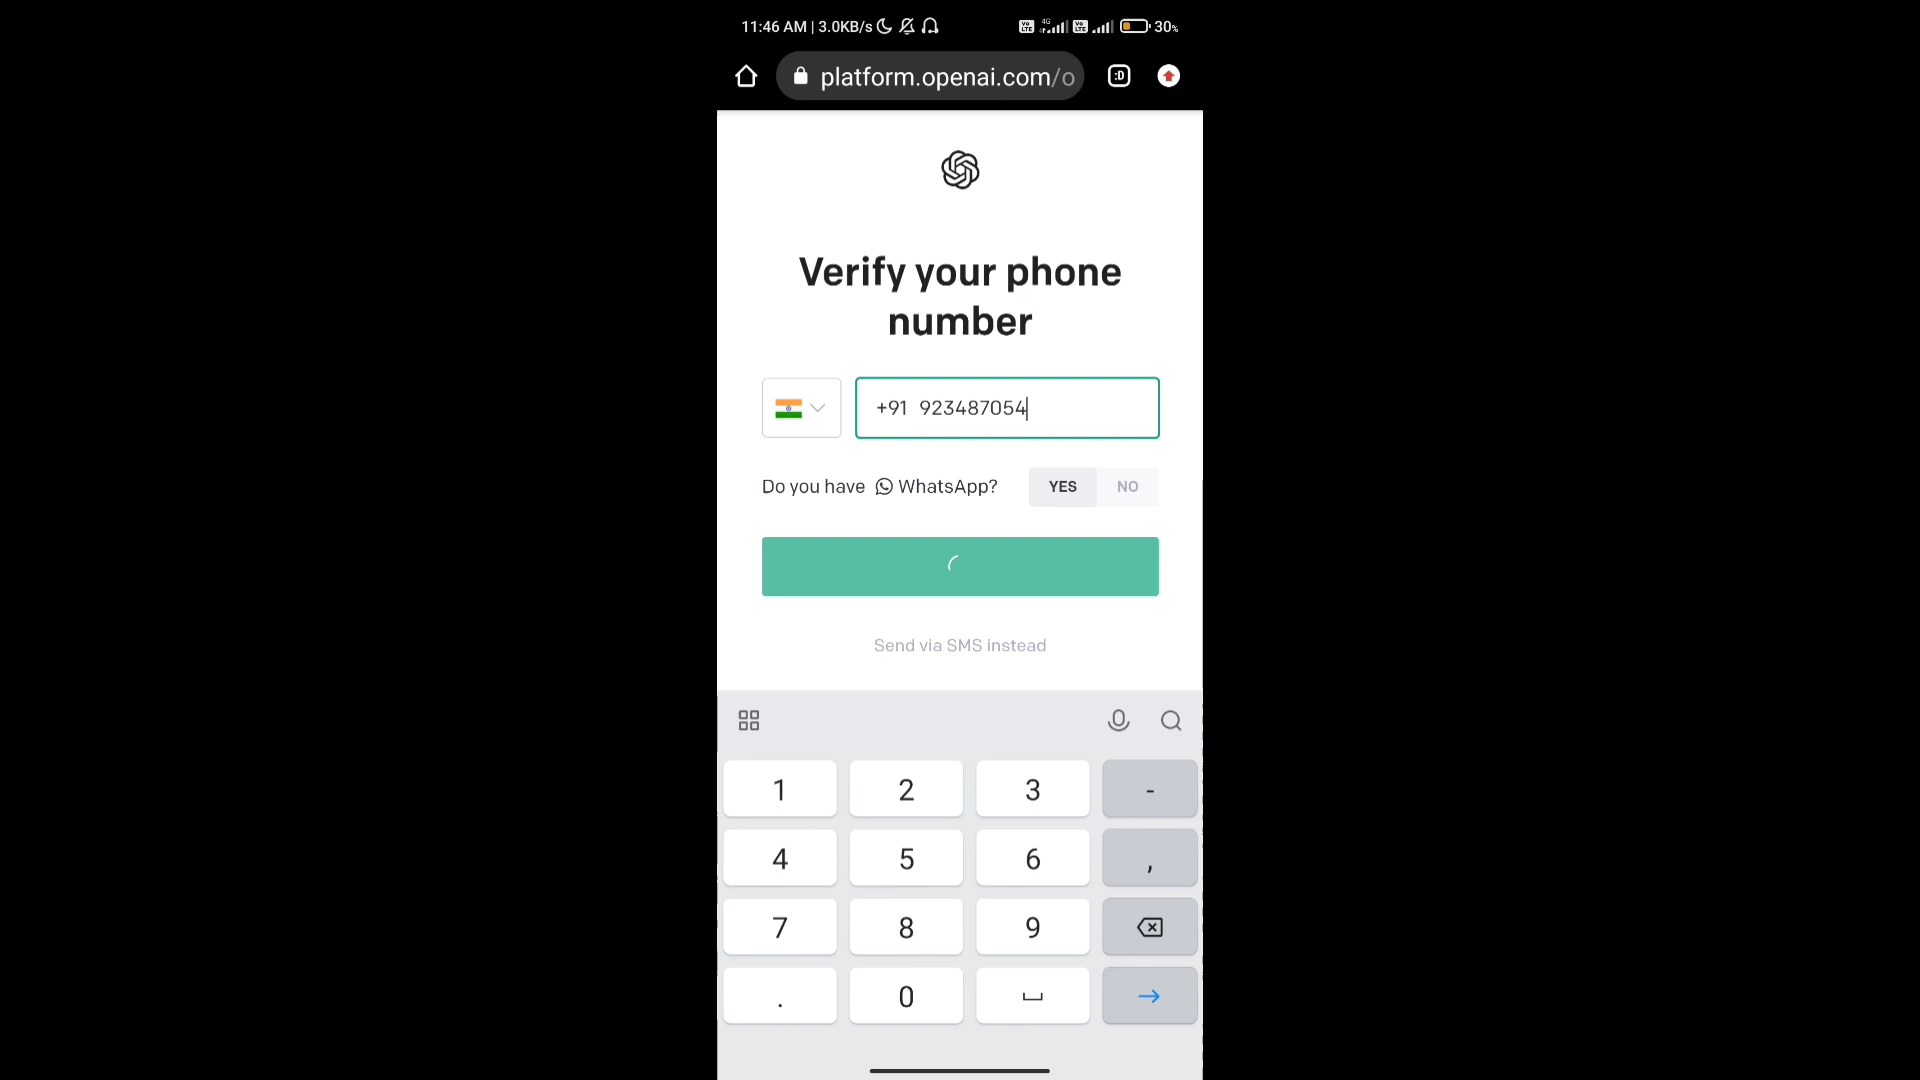 11:46 AM | 3.0KB/s
4G
30%
platform.openai.com/o
:D
Verify your phone
number
+91 923487054
Do you have WhatsApp? YES NO
Send via SMS instead
1 2 3 -
4 5 6 ,
7 8 9
. 0